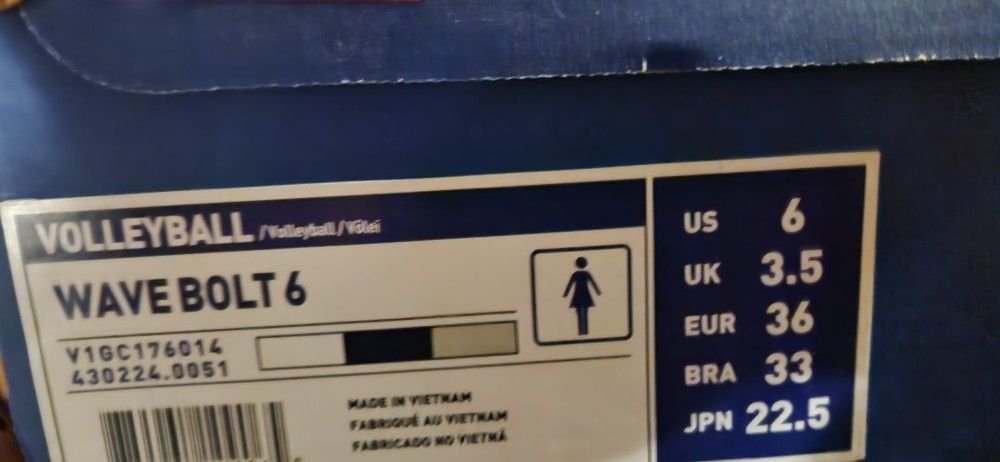 VOLLEYBALL /Volleyball/Vôlei
WAVE BOLT 6
V1GC176014
430224.0051
MADE IN VIETNAM
FABRIQUÉ AU VIETNAM
FABRICADO NO VIETNÃ
US 6
UK 3.5
EUR 36
BRA 33
JPN 22.5